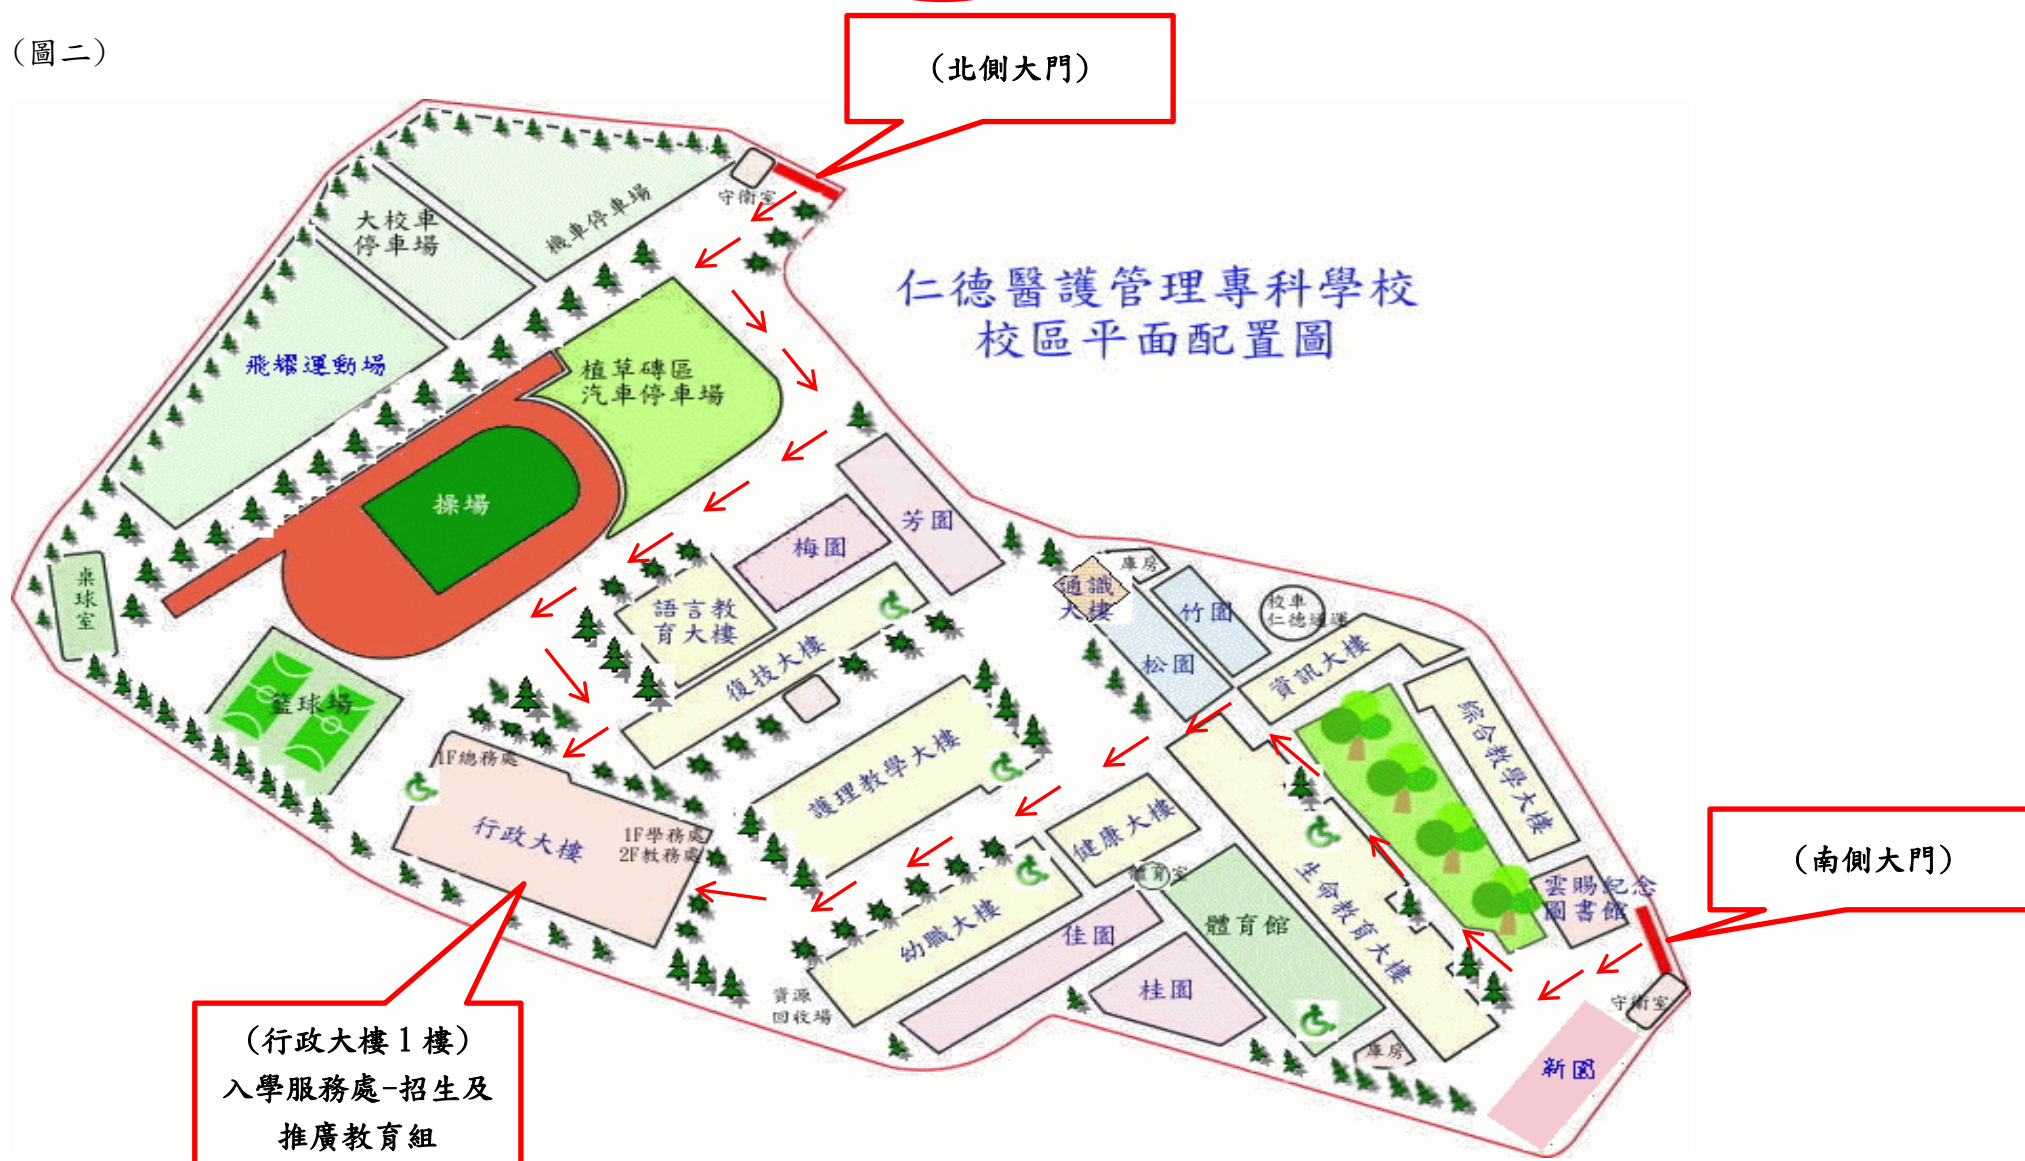 (圖二)
(北側大門)
守衛室
機車停車場
大校車
停車場
仁德醫護管理專科學校
校區平面配置圖
飛耀運動場
植草磚區
汽車停車場
操場
芳園
梅園
桌球室
語言教
育大樓
復技大樓
籃球場
通識
大樓
庫房
竹園
松園
校車
仁德通運
資訊大樓
綜合教學大樓
1F總務處
行政大樓
1F學務處
2F教務處
護理教學大樓
健康大樓
體育室
生命教育大樓
(南側大門)
雲賜紀念
圖書館
幼職大樓
佳園
體育館
桂園
資源
回收場
守衛室
庫房
新園
(行政大樓1樓)
入學服務處-招生及
推廣教育組